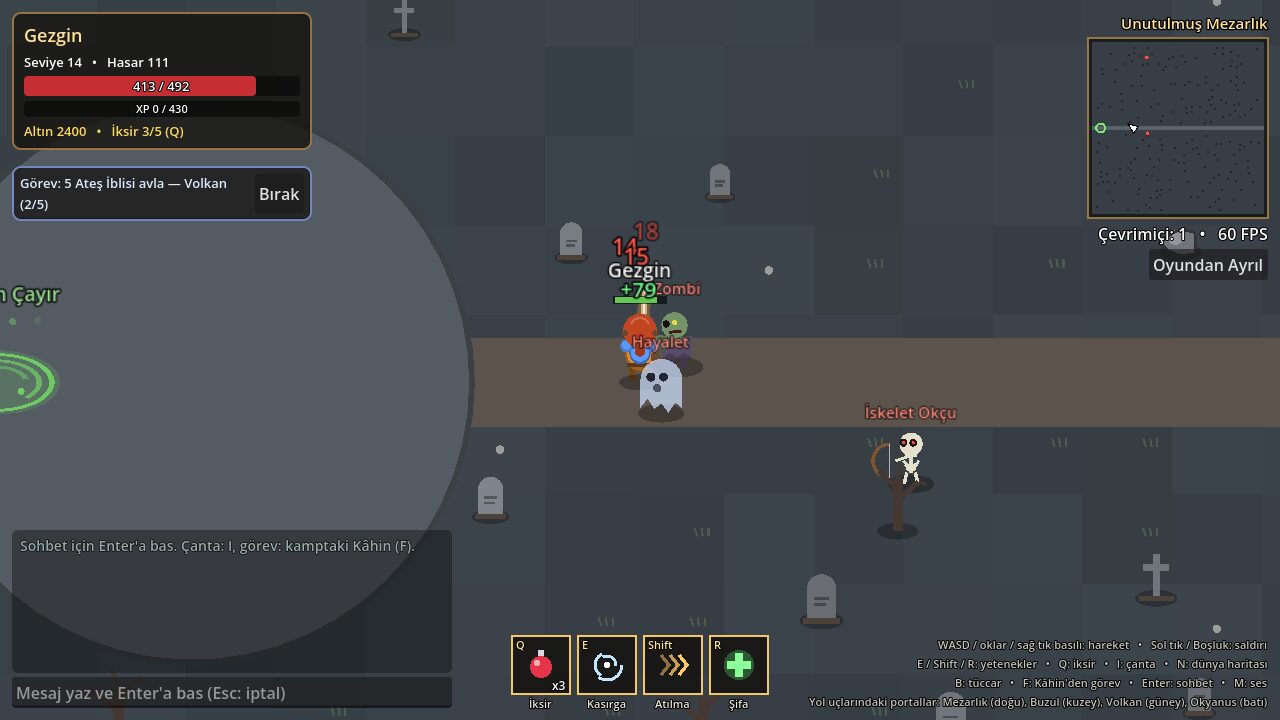 Gezgin
Seviye 14 • Hasar 111
413 / 492
XP 0 / 430
Altın 2400 • İksir 3/5 (Q)
Görev: 5 Ateş İblisi avla — Volkan
(2/5)
Bırak
Unutulmuş Mezarlık
Çevrimiçi: 1 • 60 FPS
Oyundan Ayrıl
18
14
15
Gezgin
+79
Zombi
Hayalet
n Çayır
İskelet Okçu
Sohbet için Enter'a bas. Çanta: I, görev: kamptaki Kâhin (F).
Mesaj yaz ve Enter'a bas (Esc: iptal)
Q
x3
İksir
E
Kasırga
Shift
Atılma
R
Şifa
WASD / oklar / sağ tık basılı: hareket • Sol tık / Boşluk: saldırı
E / Shift / R: yetenekler • Q: iksir • I: çanta • N: dünya haritası
B: tüccar • F: Kâhin'den görev • Enter: sohbet • M: ses
Yol uçlarındaki portallar: Mezarlık (doğu), Buzul (kuzey), Volkan (güney), Okyanus (batı)